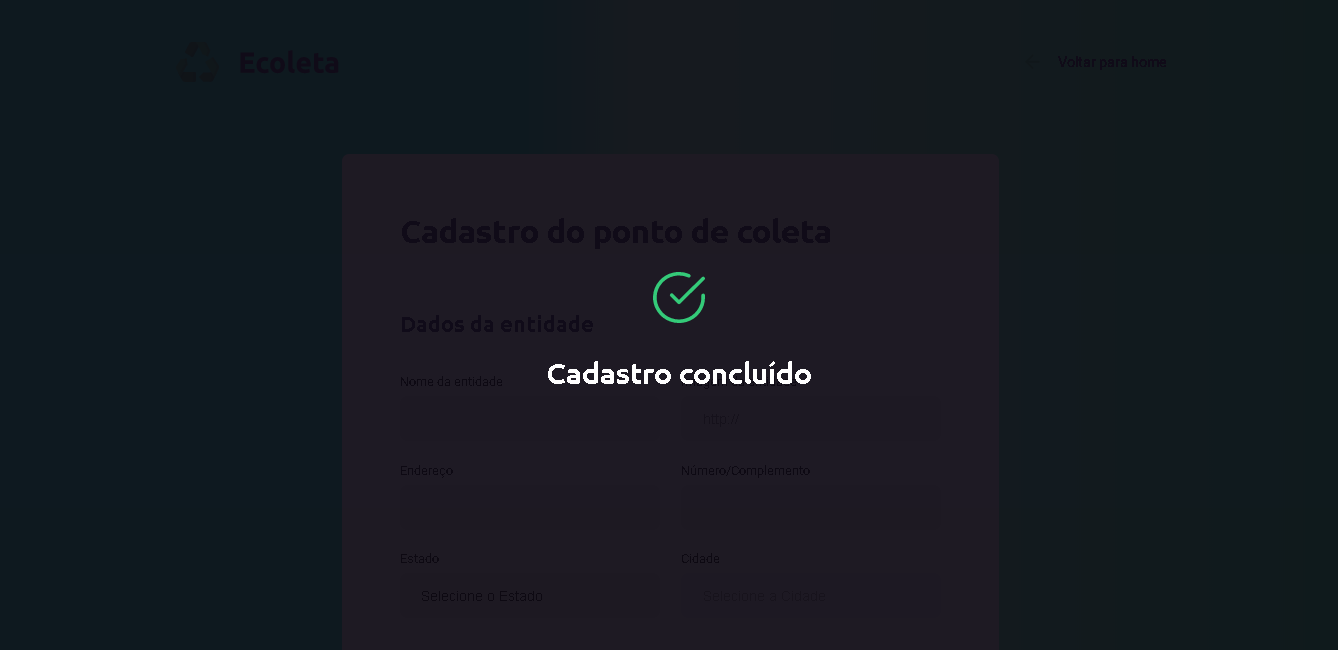 Ecoleta
Voltar para home
Cadastro do ponto de coleta
Dados da entidade
Cadastro concluído
Nome da entidade
http://
Endereço
Número/Complemento
Estado
Cidade
Selecione o Estado
Selecione a Cidade